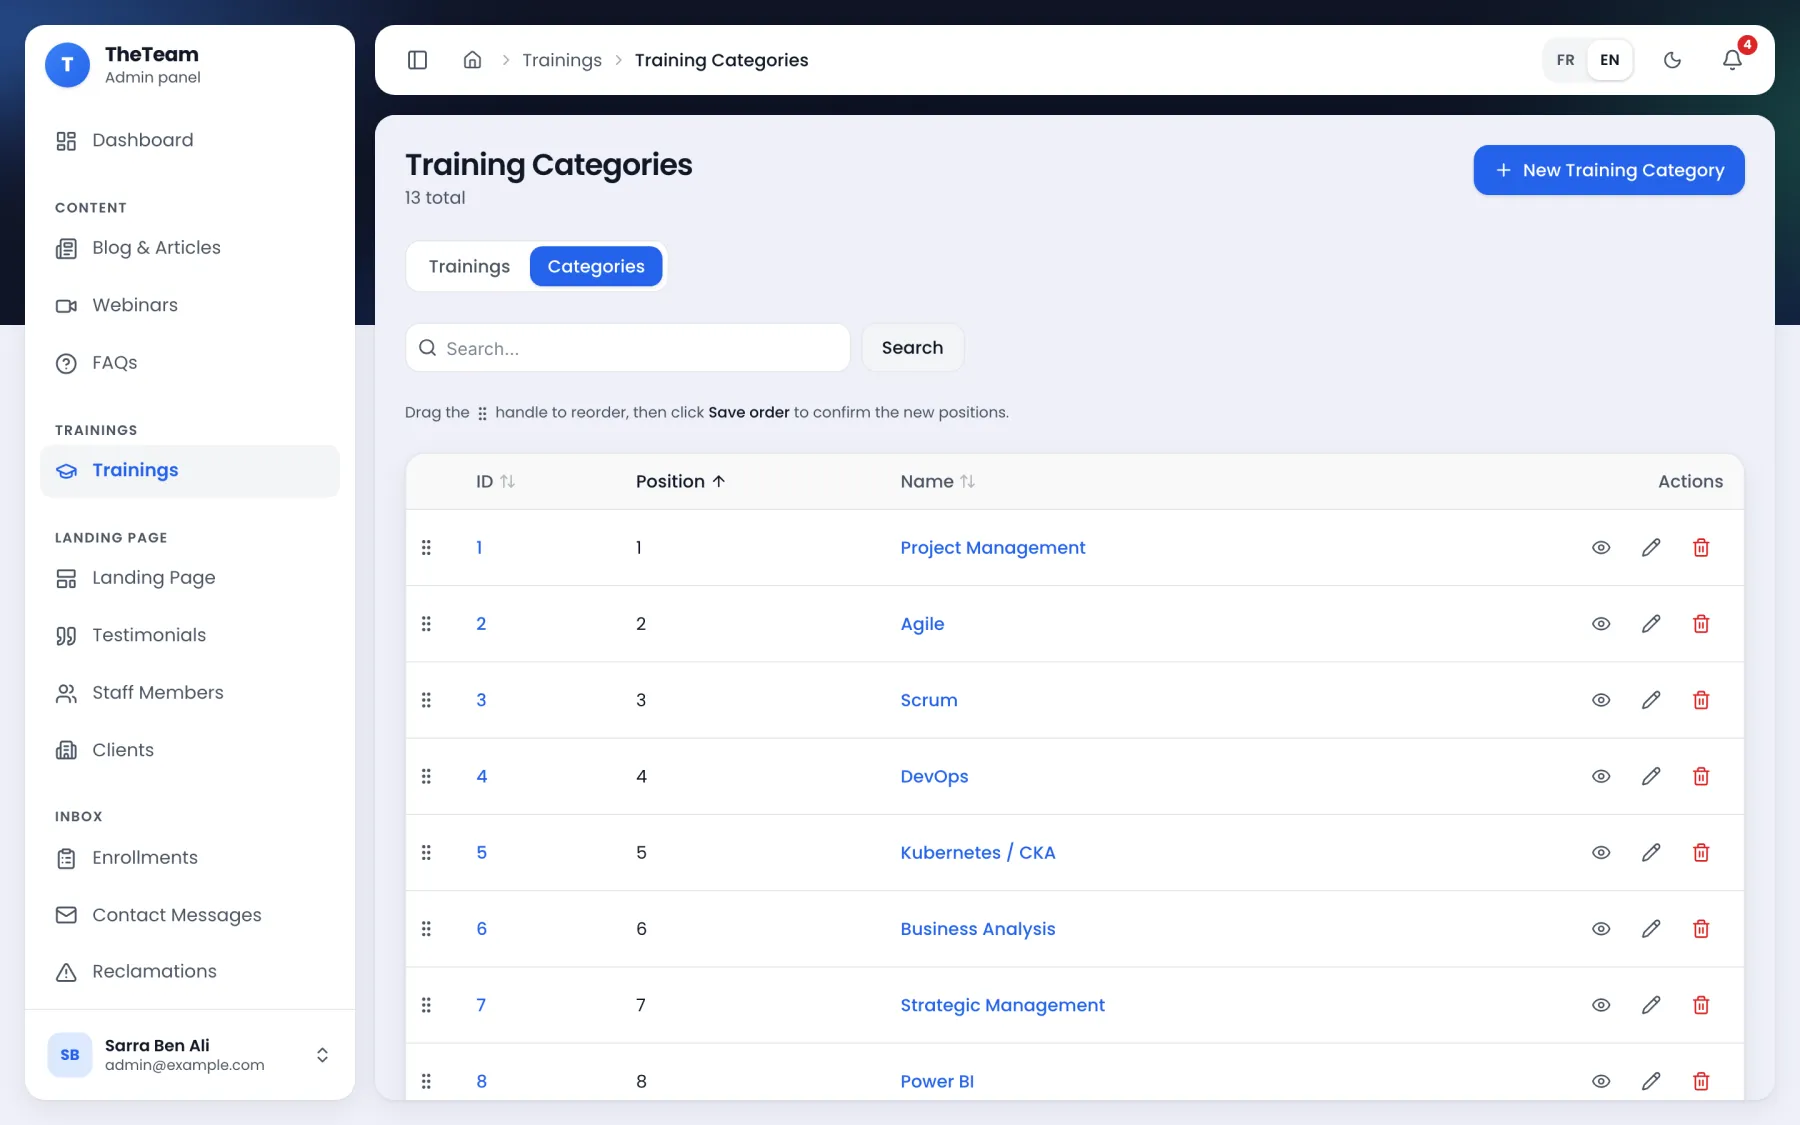 T
TheTeam
Admin panel
Dashboard
CONTENT
Blog & Articles
Webinars
FAQs
TRAININGS
Trainings
LANDING PAGE
Landing Page
Testimonials
Staff Members
Clients
INBOX
Enrollments
Contact Messages
Reclamations
SB
Sarra Ben Ali
admin@example.com
Trainings Training Categories
FR EN
4
Training Categories
13 total
New Training Category
Trainings Categories
Search...
Search
Drag the handle to reorder, then click Save order to confirm the new positions.
ID Position Name Actions
1 1 Project Management
2 2 Agile
3 3 Scrum
4 4 DevOps
5 5 Kubernetes / CKA
6 6 Business Analysis
7 7 Strategic Management
8 8 Power BI